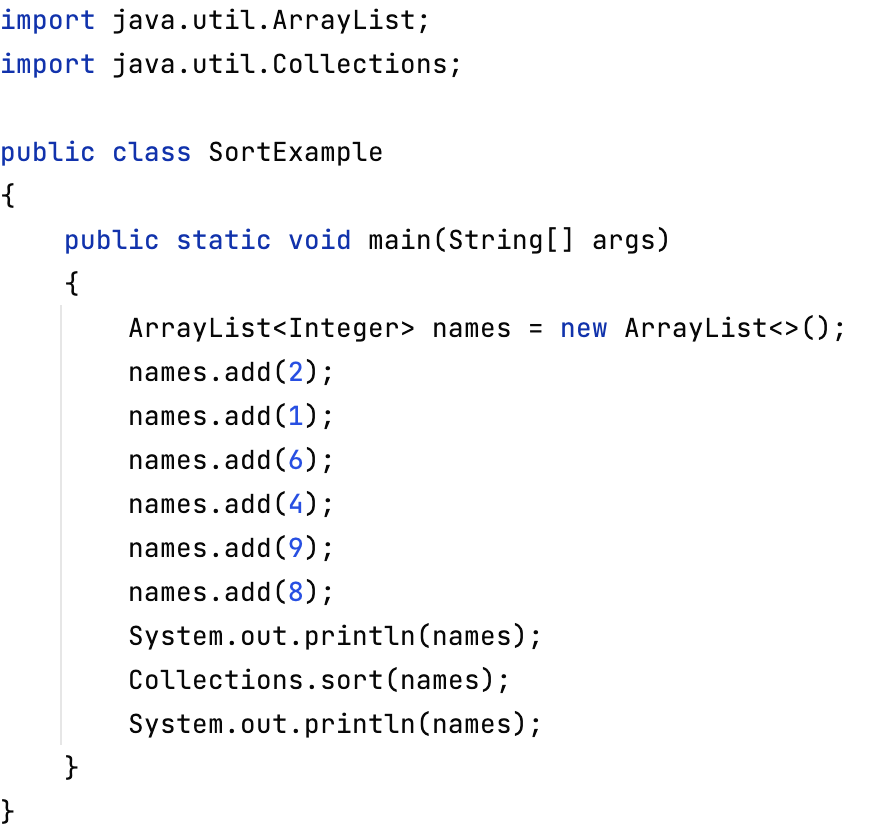 import java.util.ArrayList;
import java.util.Collections;

public class SortExample
{
    public static void main(String[] args)
    {
        ArrayList<Integer> names = new ArrayList<>();
        names.add(2);
        names.add(1);
        names.add(6);
        names.add(4);
        names.add(9);
        names.add(8);
        System.out.println(names);
        Collections.sort(names);
        System.out.println(names);
    }
}